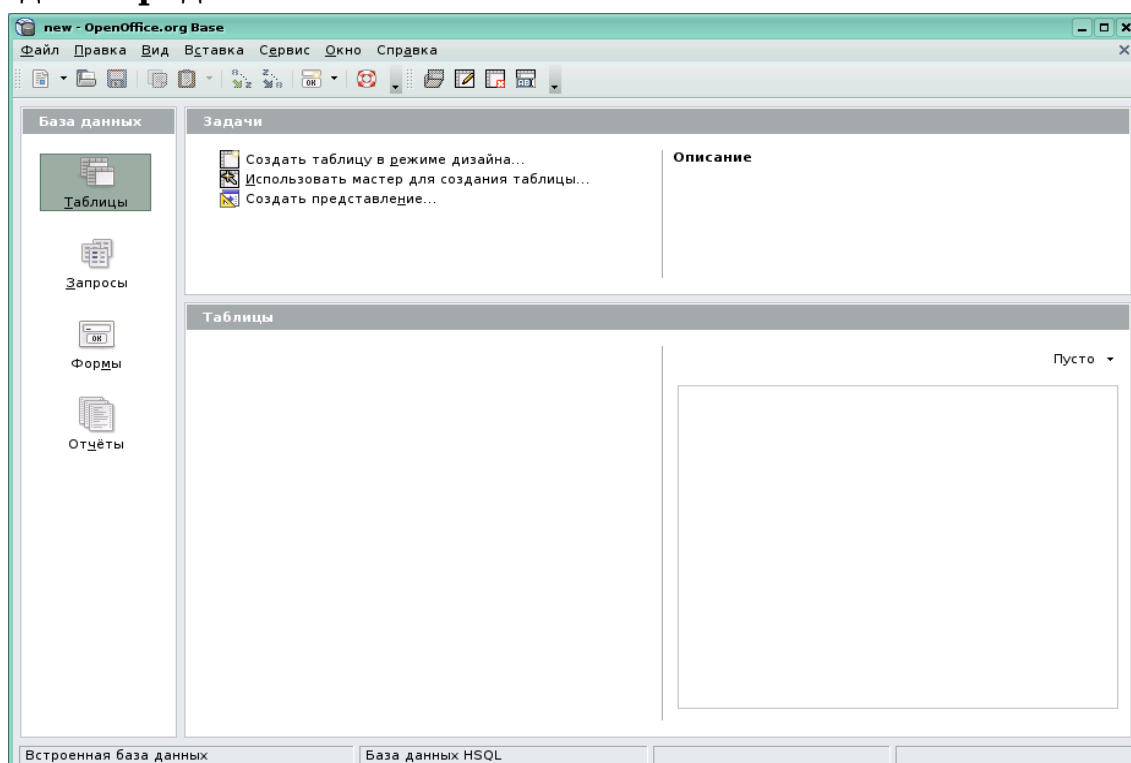 new - OpenOffice.org Base
Файл Правка Вид Вставка Сервис Окно Справка
База данных
Задачи
Создать таблицу в режиме дизайна...
Использовать мастер для создания таблицы...
Создать представление...
Описание
Таблицы
Запросы
Формы
Отчёты
Таблицы
Пусто
Встроенная база данных
База данных HSQL